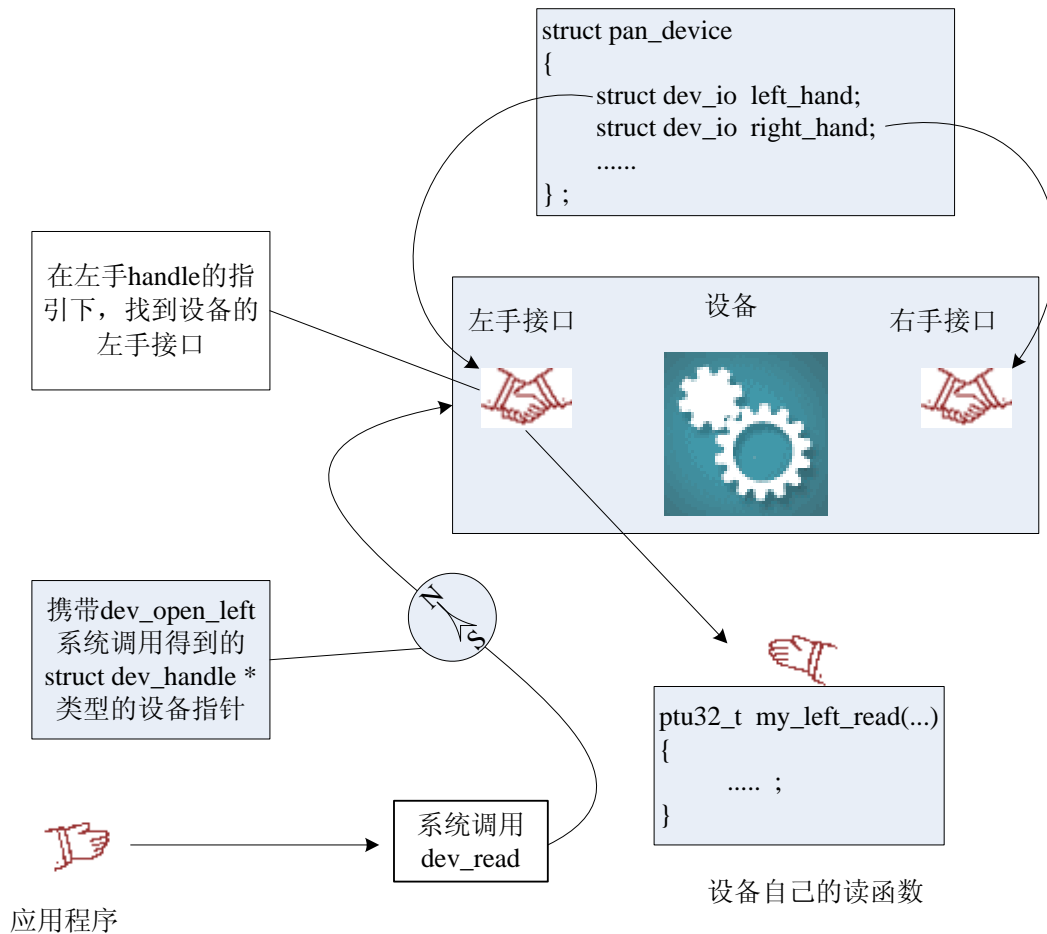 struct pan_device
{
struct dev_io left_hand;
struct dev_io right_hand;
......
} ;
在左手handle的指
引下，找到设备的
左手接口
左手接口
设备
右手接口
N
S
携带dev_open_left
系统调用得到的
struct dev_handle *
类型的设备指针
ptu32_t my_left_read(...)
{
..... ;
}
系统调用
dev_read
设备自己的读函数
应用程序